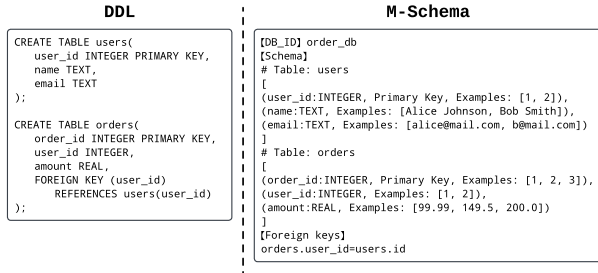 DDL
CREATE TABLE users(
user_id INTEGER PRIMARY KEY,
name TEXT,
email TEXT
);
CREATE TABLE orders(
order_id INTEGER PRIMARY KEY,
user_id INTEGER,
amount REAL,
FOREIGN KEY (user_id)
REFERENCES users(user_id)
);
M-Schema
【DB_ID】 order_db
【Schema】
# Table: users
[
(user_id:INTEGER, Primary Key, Examples: [1, 2]),
(name:TEXT, Examples: [Alice Johnson, Bob Smith]),
(email:TEXT, Examples: [alice@mail.com, b@mail.com])
]
# Table: orders
[
(order_id:INTEGER, Primary Key, Examples: [1, 2, 3]),
(user_id:INTEGER, Examples: [1, 2]),
(amount:REAL, Examples: [99.99, 149.5, 200.0])
]
【Foreign keys】
orders.user_id=users.id